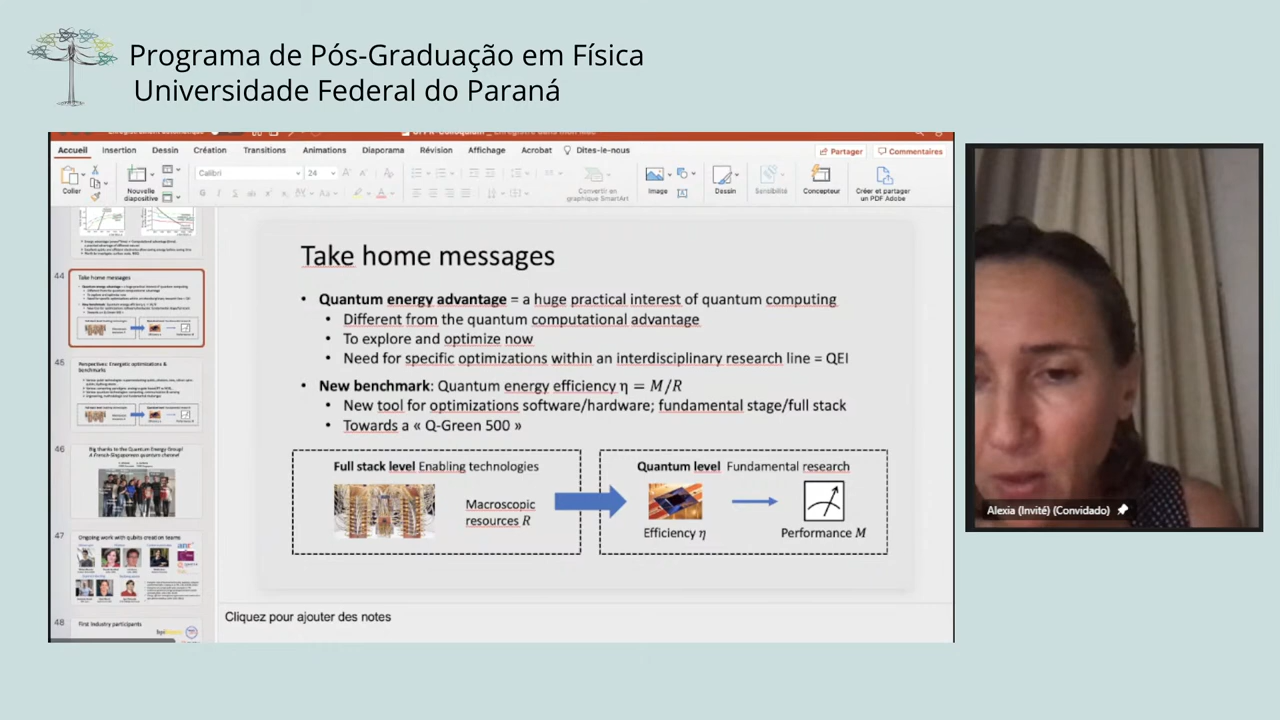 Programa de Pós-Graduação em Física
Universidade Federal do Paraná
Accueil Insertion Dessin Création Transitions Animations Diaporama Révision Affichage Acrobat Dites-le-nous
Partager Commentaires
Coller
Nouvelle diapositive
Calibri 24
Convertir en graphique SmartArt
Image
Dessin
Sensibilité
Concepteur
Créer et partager un PDF Adobe
44
Take home messages
45
Perspectives: Energetic optimizations & benchmarks
46
Big thanks to the Quantum Energy Group!
A French-Singaporean quantum channel
47
Ongoing work with qubits creation teams
48
First industry participants
Take home messages
• Quantum energy advantage = a huge practical interest of quantum computing
• Different from the quantum computational advantage
• To explore and optimize now
• Need for specific optimizations within an interdisciplinary research line = QEI
• New benchmark: Quantum energy efficiency η = M/R
• New tool for optimizations software/hardware; fundamental stage/full stack
• Towards a « Q-Green 500 »
Full stack level Enabling technologies
Macroscopic
resources R
Quantum level Fundamental research
Efficiency η
Performance M
Cliquez pour ajouter des notes
Alexia (Invité) (Convidado)